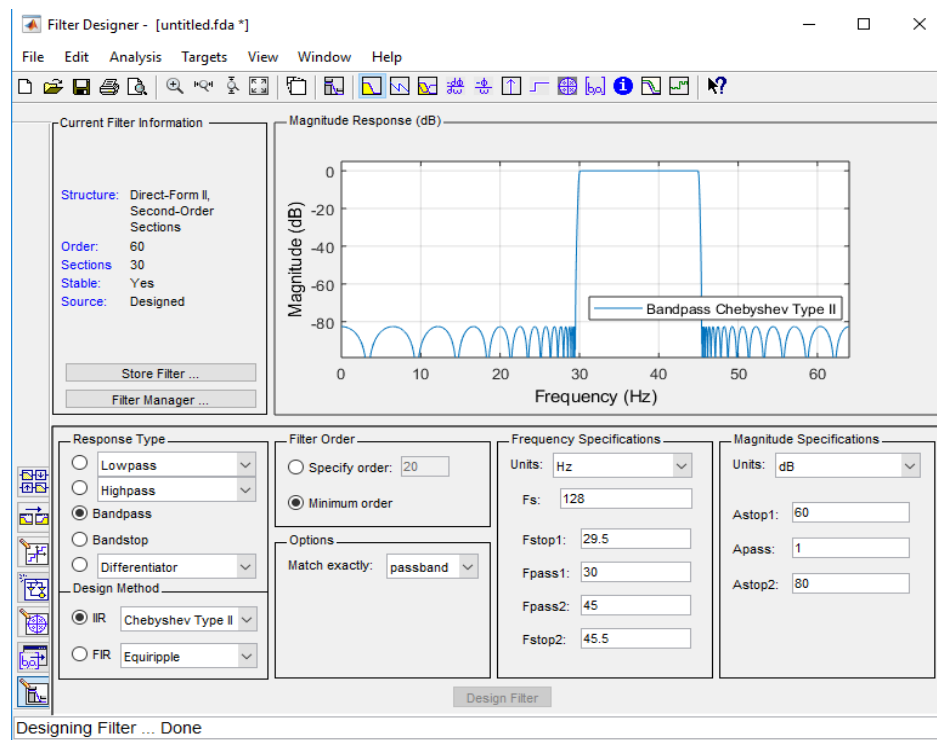 Filter Designer - [untitled.fda *]
File Edit Analysis Targets View Window Help
Current Filter Information
Structure: Direct-Form II,
Second-Order
Sections
Order: 60
Sections 30
Stable: Yes
Source: Designed
Store Filter ...
Filter Manager ...
Magnitude Response (dB)
Magnitude (dB)
0
-20
-40
-60
-80
Bandpass Chebyshev Type II
0 10 20 30 40 50 60
Frequency (Hz)
Response Type
Lowpass
Highpass
Bandpass
Bandstop
Differentiator
Design Method
IIR Chebyshev Type II
FIR Equiripple
Filter Order
Specify order: 20
Minimum order
Options
Match exactly: passband
Frequency Specifications
Units: Hz
Fs: 128
Fstop1: 29.5
Fpass1: 30
Fpass2: 45
Fstop2: 45.5
Magnitude Specifications
Units: dB
Astop1: 60
Apass: 1
Astop2: 80
Design Filter
Designing Filter ... Done